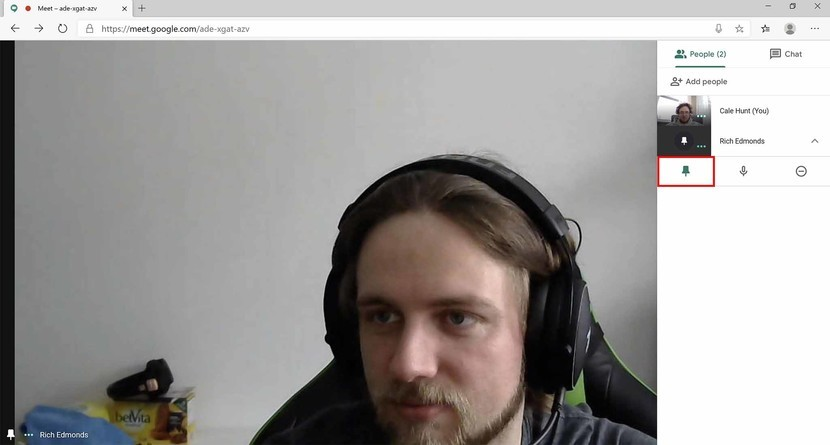 Meet – ade-xgat-azv
https://meet.google.com/ade-xgat-azv
People (2)
Chat
Add people
Cale Hunt (You)
Rich Edmonds
belVita
Rich Edmonds